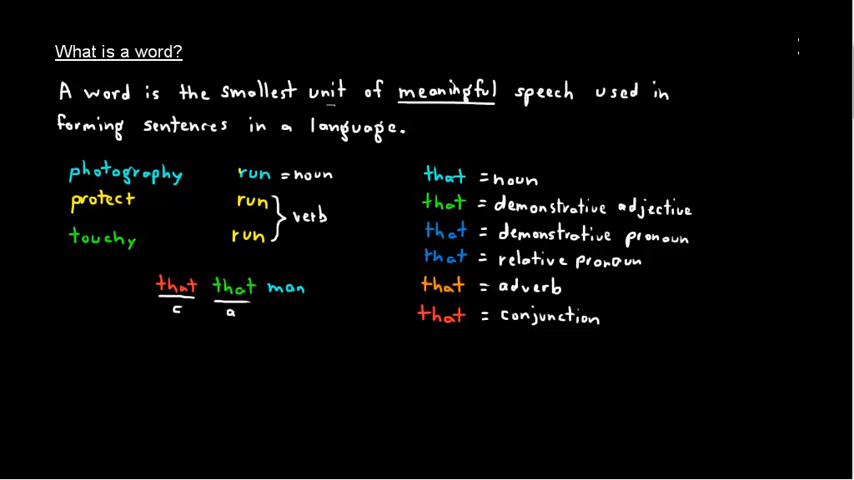 What is a word?
A word is the smallest unit of meaningful speech used in
forming sentences in a language.
photography
protect
touchy
run = noun
run
run
} verb
that that man
c a
that = noun
that = demonstrative adjective
that = demonstrative pronoun
that = relative pronoun
that = adverb
that = conjunction